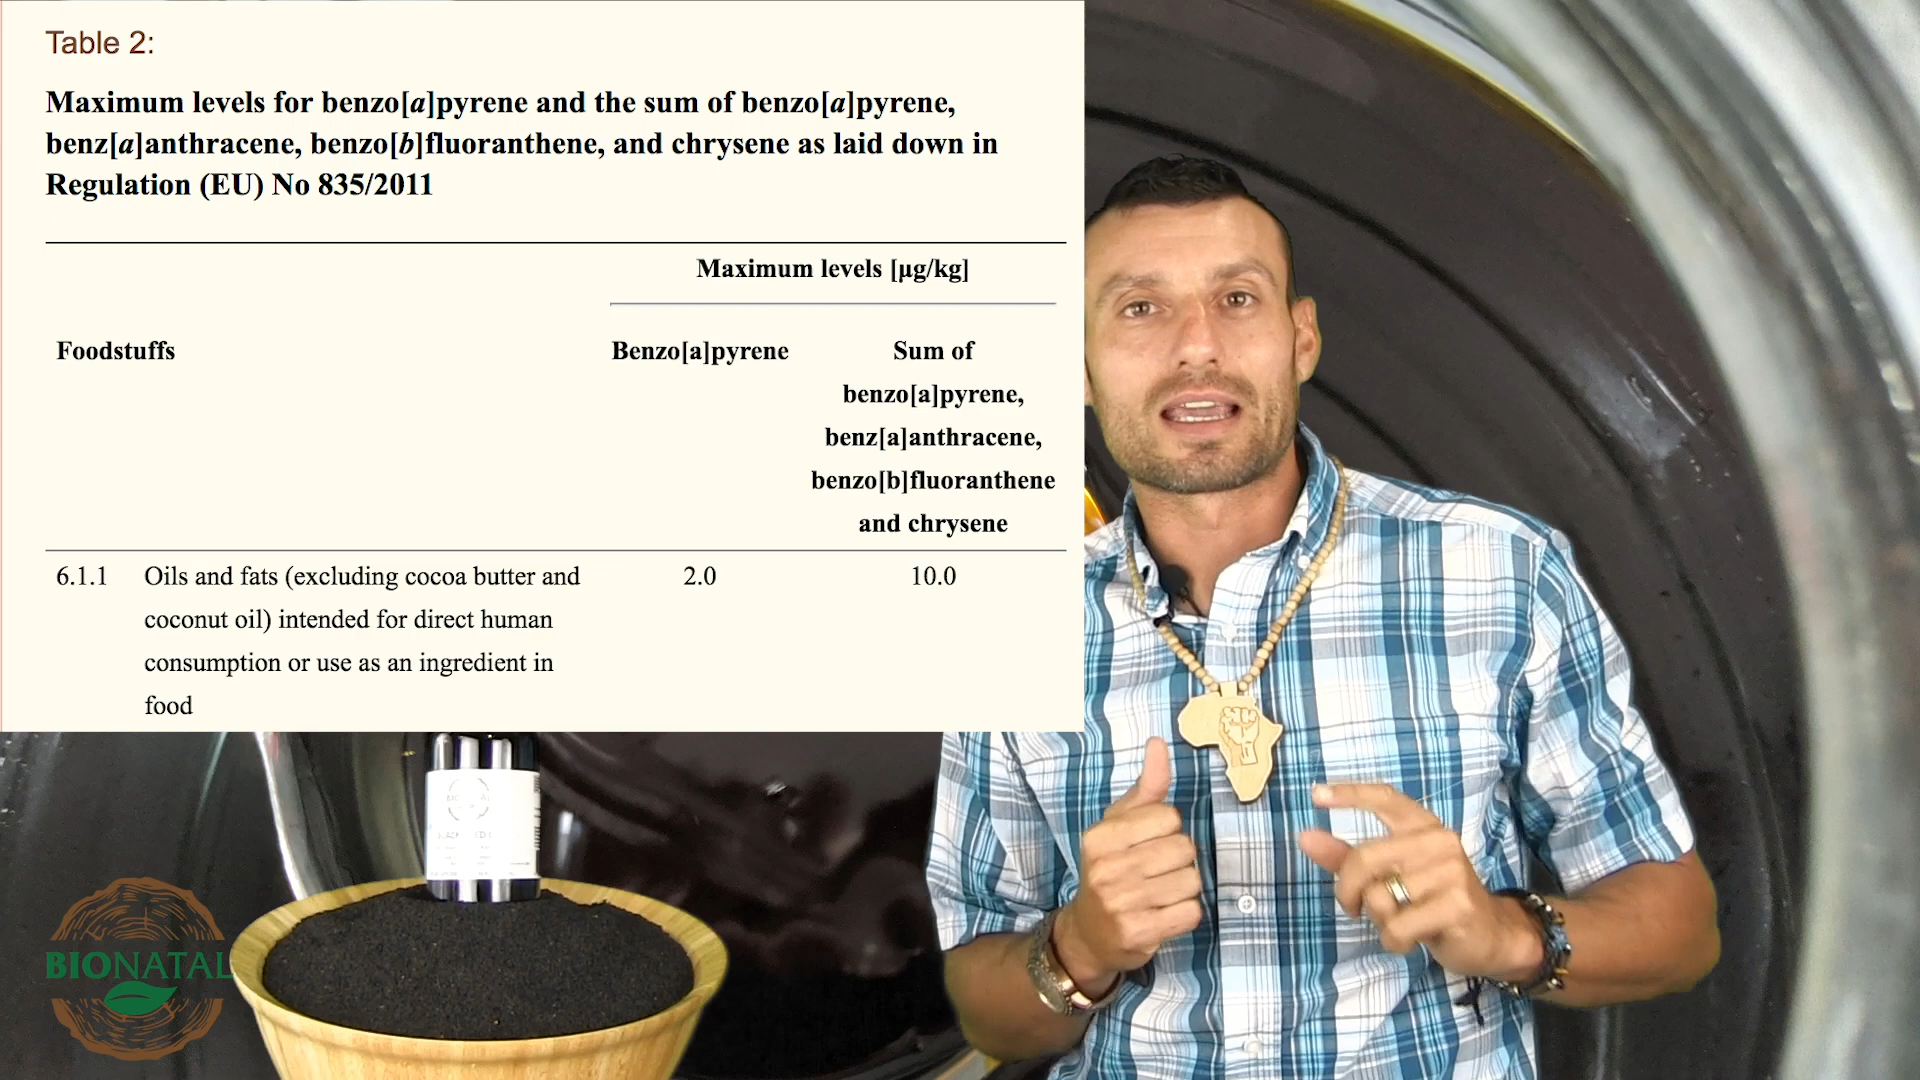 Table 2:
Maximum levels for benzo[a]pyrene and the sum of benzo[a]pyrene,
benz[a]anthracene, benzo[b]fluoranthene, and chrysene as laid down in
Regulation (EU) No 835/2011
Maximum levels [µg/kg]
Foodstuffs Benzo[a]pyrene Sum of
benzo[a]pyrene,
benz[a]anthracene,
benzo[b]fluoranthene
and chrysene
6.1.1 Oils and fats (excluding cocoa butter and 2.0 10.0
coconut oil) intended for direct human
consumption or use as an ingredient in
food
BIONATAL